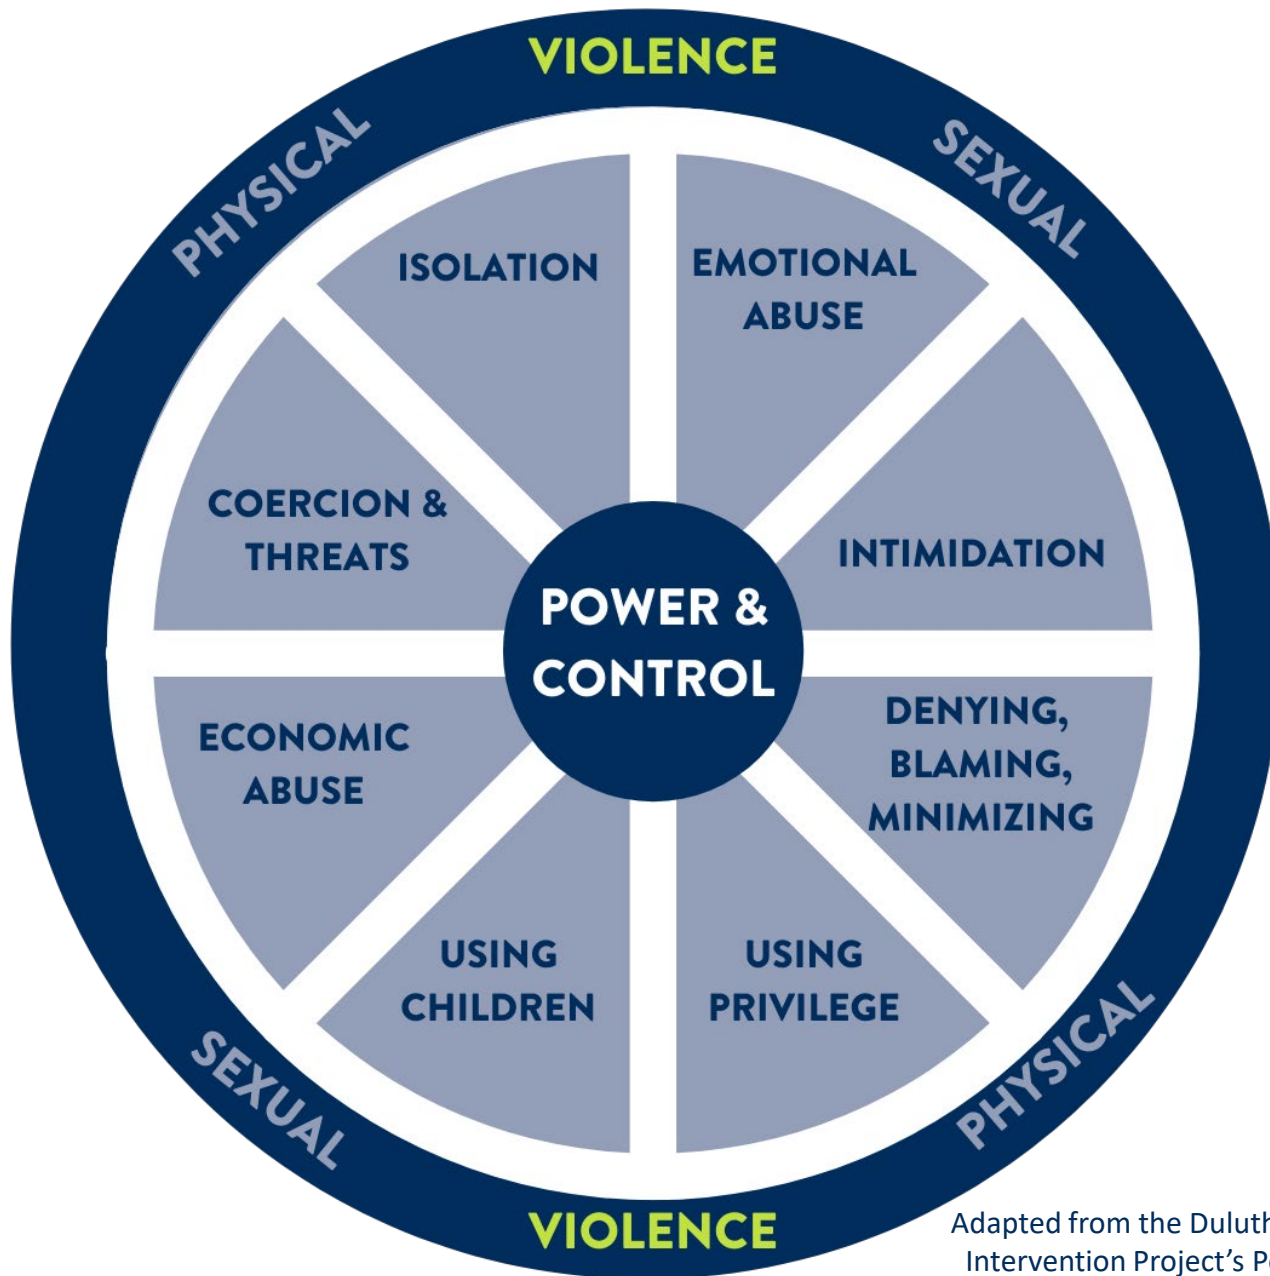 VIOLENCE
PHYSICAL
SEXUAL
ISOLATION
EMOTIONAL
ABUSE
COERCION &
THREATS
INTIMIDATION
POWER &
CONTROL
ECONOMIC
ABUSE
DENYING,
BLAMING,
MINIMIZING
USING
CHILDREN
USING
PRIVILEGE
SEXUAL
PHYSICAL
VIOLENCE
Adapted from the Duluth
Intervention Project's